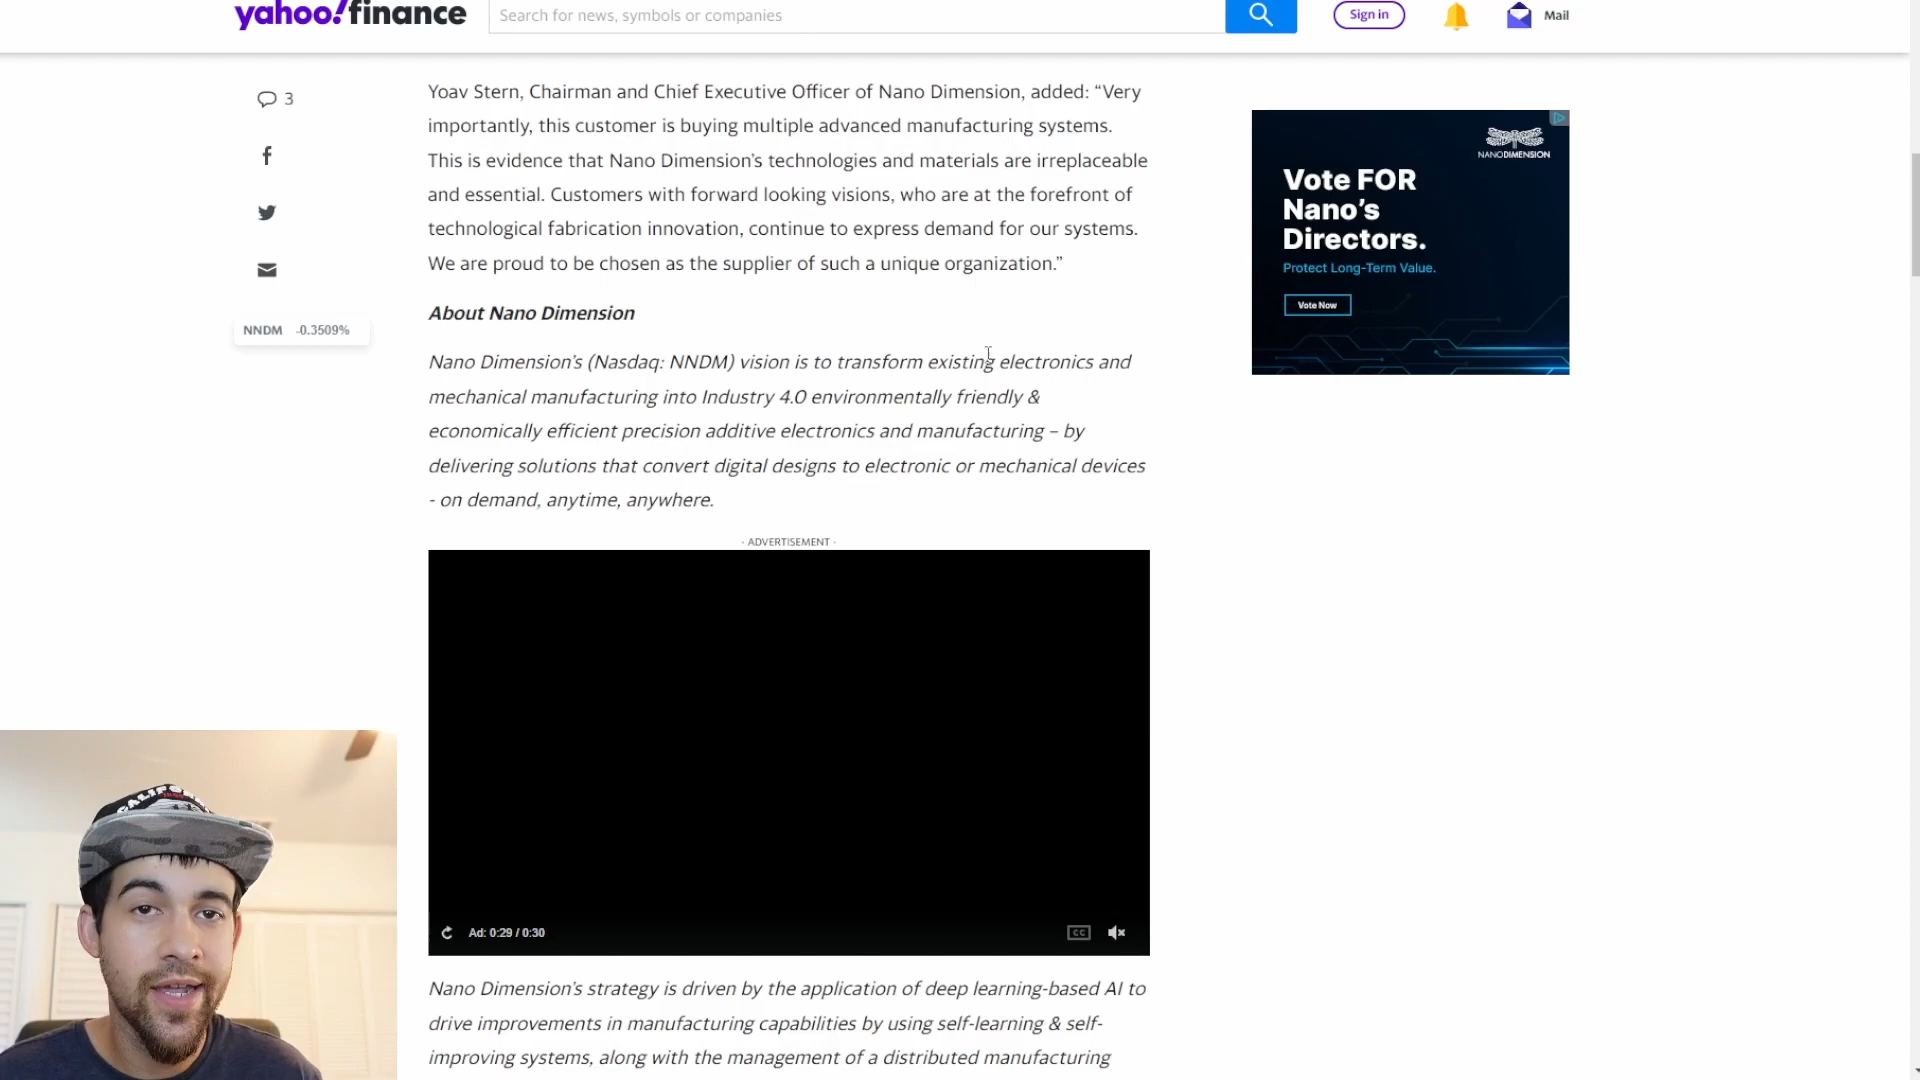 yahoo!finance
Search for news, symbols or companies
Sign in
Mail
3
NNDM -0.3509%
Yoav Stern, Chairman and Chief Executive Officer of Nano Dimension, added: “Very
importantly, this customer is buying multiple advanced manufacturing systems.
This is evidence that Nano Dimension’s technologies and materials are irreplaceable
and essential. Customers with forward looking visions, who are at the forefront of
technological fabrication innovation, continue to express demand for our systems.
We are proud to be chosen as the supplier of such a unique organization.”
About Nano Dimension
Nano Dimension’s (Nasdaq: NNDM) vision is to transform existing electronics and
mechanical manufacturing into Industry 4.0 environmentally friendly &
economically efficient precision additive electronics and manufacturing – by
delivering solutions that convert digital designs to electronic or mechanical devices
- on demand, anytime, anywhere.
- ADVERTISEMENT -
Ad: 0:29 / 0:30
CC
Nano Dimension’s strategy is driven by the application of deep learning-based AI to
drive improvements in manufacturing capabilities by using self-learning & self-
improving systems, along with the management of a distributed manufacturing
NANODIMENSION
Vote FOR
Nano’s
Directors.
Protect Long-Term Value.
Vote Now
CALIFORNIA